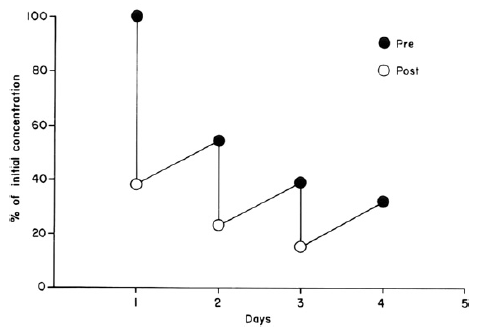 100
80
60
40
20
0
% of initial concentration
Pre
Post
1 2 3 4 5
Days